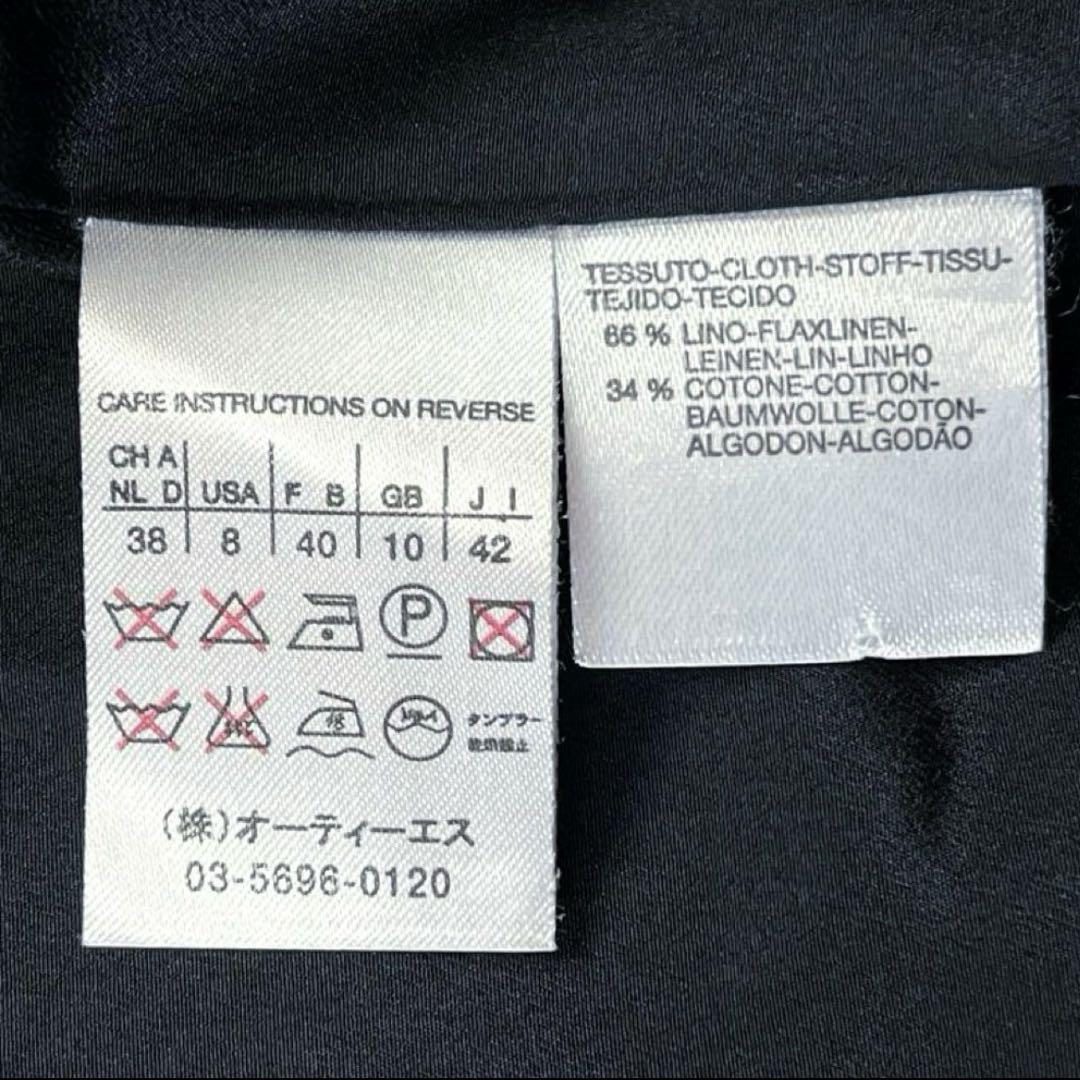 CARE INSTRUCTIONS ON REVERSE
CH A
NL D USA F B GB J I
38 8 40 10 42
P
タンブラー
乾燥禁止
(株)オーティーエス
03-5696-0120
TESSUTO-CLOTH-STOFF-TISSU-
TEJIDO-TECIDO
66 % LINO-FLAXLINEN-
LEINEN-LIN-LINHO
34 % COTONE-COTTON-
BAUMWOLLE-COTON-
ALGODON-ALGODÃO